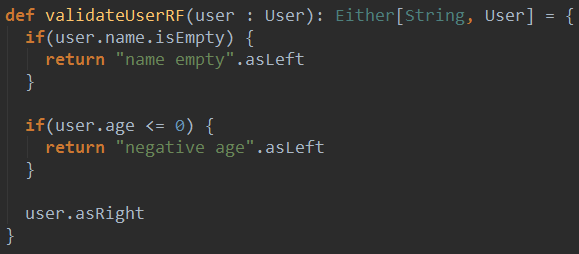 def validateUserRF(user : User): Either[String, User] = {
  if(user.name.isEmpty) {
    return "name empty".asLeft
  }

  if(user.age <= 0) {
    return "negative age".asLeft
  }

  user.asRight
}